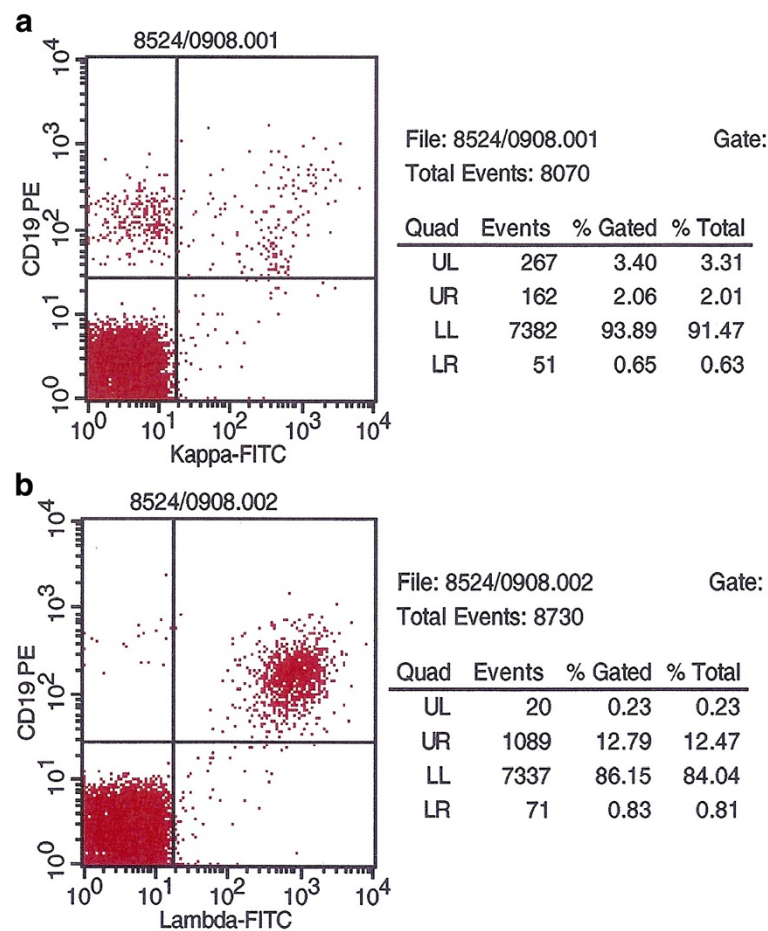 a
8524/0908.001
10^4
10^3
10^2
10^1
10^0
CD19 PE
10^0 10^1 10^2 10^3 10^4
Kappa-FITC
File: 8524/0908.001 Gate:
Total Events: 8070
Quad Events % Gated % Total
UL 267 3.40 3.31
UR 162 2.06 2.01
LL 7382 93.89 91.47
LR 51 0.65 0.63
b
8524/0908.002
10^4
10^3
10^2
10^1
10^0
CD19 PE
10^0 10^1 10^2 10^3 10^4
Lambda-FITC
File: 8524/0908.002 Gate:
Total Events: 8730
Quad Events % Gated % Total
UL 20 0.23 0.23
UR 1089 12.79 12.47
LL 7337 86.15 84.04
LR 71 0.83 0.81